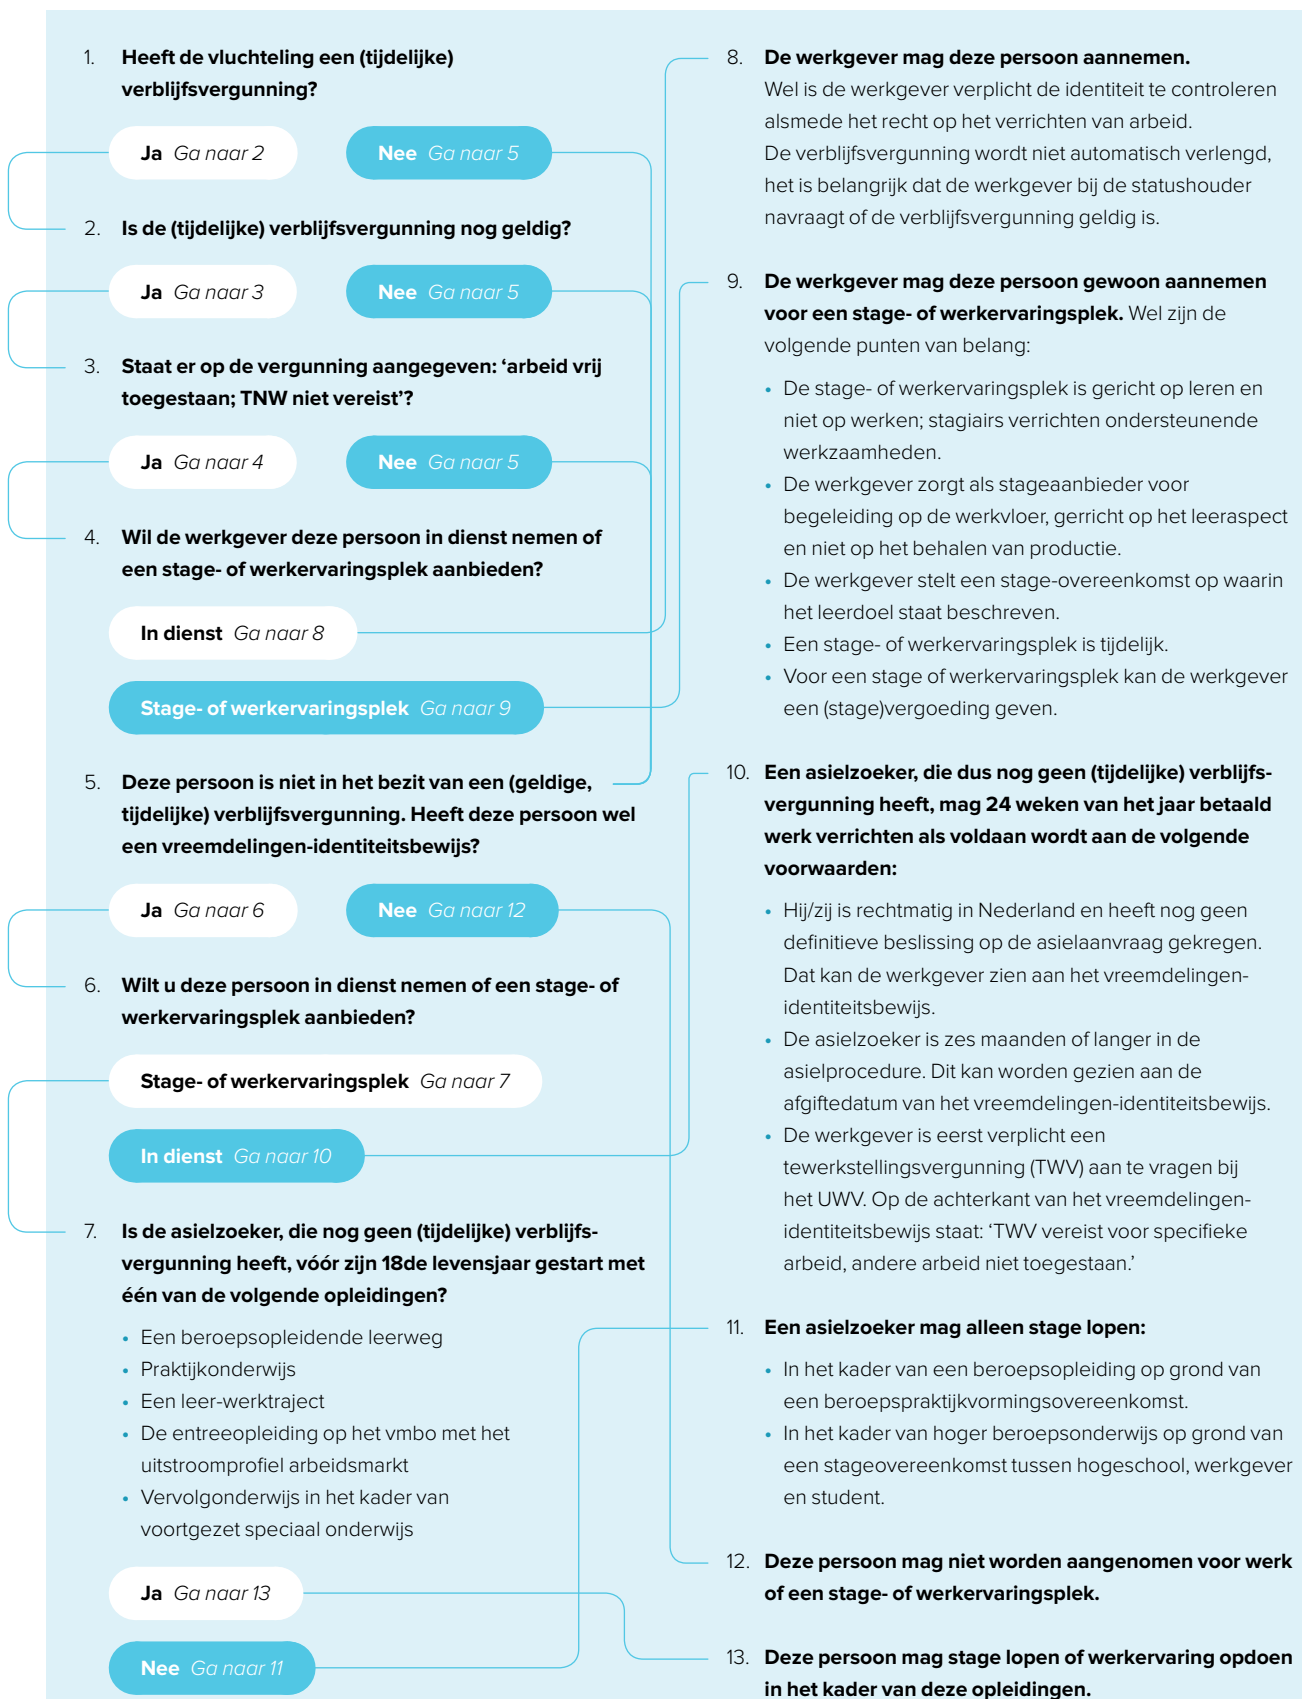 1. Heeft de vluchteling een (tijdelijke)
verblijfsvergunning?
Ja Ga naar 2
Nee Ga naar 5
2. Is de (tijdelijke) verblijfsvergunning nog geldig?
Ja Ga naar 3
Nee Ga naar 5
3. Staat er op de vergunning aangegeven: ‘arbeid vrij
toegestaan; TNW niet vereist’?
Ja Ga naar 4
Nee Ga naar 5
4. Wil de werkgever deze persoon in dienst nemen of
een stage- of werkervaringsplek aanbieden?
In dienst Ga naar 8
Stage- of werkervaringsplek Ga naar 9
5. Deze persoon is niet in het bezit van een (geldige,
tijdelijke) verblijfsvergunning. Heeft deze persoon wel
een vreemdelingen-identiteitsbewijs?
Ja Ga naar 6
Nee Ga naar 12
6. Wilt u deze persoon in dienst nemen of een stage- of
werkervaringsplek aanbieden?
Stage- of werkervaringsplek Ga naar 7
In dienst Ga naar 10
7. Is de asielzoeker, die nog geen (tijdelijke) verblijfs-
vergunning heeft, vóór zijn 18de levensjaar gestart met
één van de volgende opleidingen?
• Een beroepsopleidende leerweg
• Praktijkonderwijs
• Een leer-werktraject
• De entreeopleiding op het vmbo met het
uitstroomprofiel arbeidsmarkt
• Vervolgonderwijs in het kader van
voortgezet speciaal onderwijs
Ja Ga naar 13
Nee Ga naar 11
8. De werkgever mag deze persoon aannemen.
Wel is de werkgever verplicht de identiteit te controleren
alsmede het recht op het verrichten van arbeid.
De verblijfsvergunning wordt niet automatisch verlengd,
het is belangrijk dat de werkgever bij de statushouder
navraagt of de verblijfsvergunning geldig is.
9. De werkgever mag deze persoon gewoon aannemen
voor een stage- of werkervaringsplek. Wel zijn de
volgende punten van belang:
• De stage- of werkervaringsplek is gericht op leren en
niet op werken; stagiairs verrichten ondersteunende
werkzaamheden.
• De werkgever zorgt als stageaanbieder voor
begeleiding op de werkvloer, gerricht op het leeraspect
en niet op het behalen van productie.
• De werkgever stelt een stage-overeenkomst op waarin
het leerdoel staat beschreven.
• Een stage- of werkervaringsplek is tijdelijk.
• Voor een stage of werkervaringsplek kan de werkgever
een (stage)vergoeding geven.
10. Een asielzoeker, die dus nog geen (tijdelijke) verblijfs-
vergunning heeft, mag 24 weken van het jaar betaald
werk verrichten als voldaan wordt aan de volgende
voorwaarden:
• Hij/zij is rechtmatig in Nederland en heeft nog geen
definitieve beslissing op de asielaanvraag gekregen.
Dat kan de werkgever zien aan het vreemdelingen-
identiteitsbewijs.
• De asielzoeker is zes maanden of langer in de
asielprocedure. Dit kan worden gezien aan de
afgiftedatum van het vreemdelingen-identiteitsbewijs.
• De werkgever is eerst verplicht een
tewerkstellingsvergunning (TWV) aan te vragen bij
het UWV. Op de achterkant van het vreemdelingen-
identiteitsbewijs staat: ‘TWV vereist voor specifieke
arbeid, andere arbeid niet toegestaan.’
11. Een asielzoeker mag alleen stage lopen:
• In het kader van een beroepsopleiding op grond van
een beroepspraktijkvormingsovereenkomst.
• In het kader van hoger beroepsonderwijs op grond van
een stageovereenkomst tussen hogeschool, werkgever
en student.
12. Deze persoon mag niet worden aangenomen voor werk
of een stage- of werkervaringsplek.
13. Deze persoon mag stage lopen of werkervaring opdoen
in het kader van deze opleidingen.